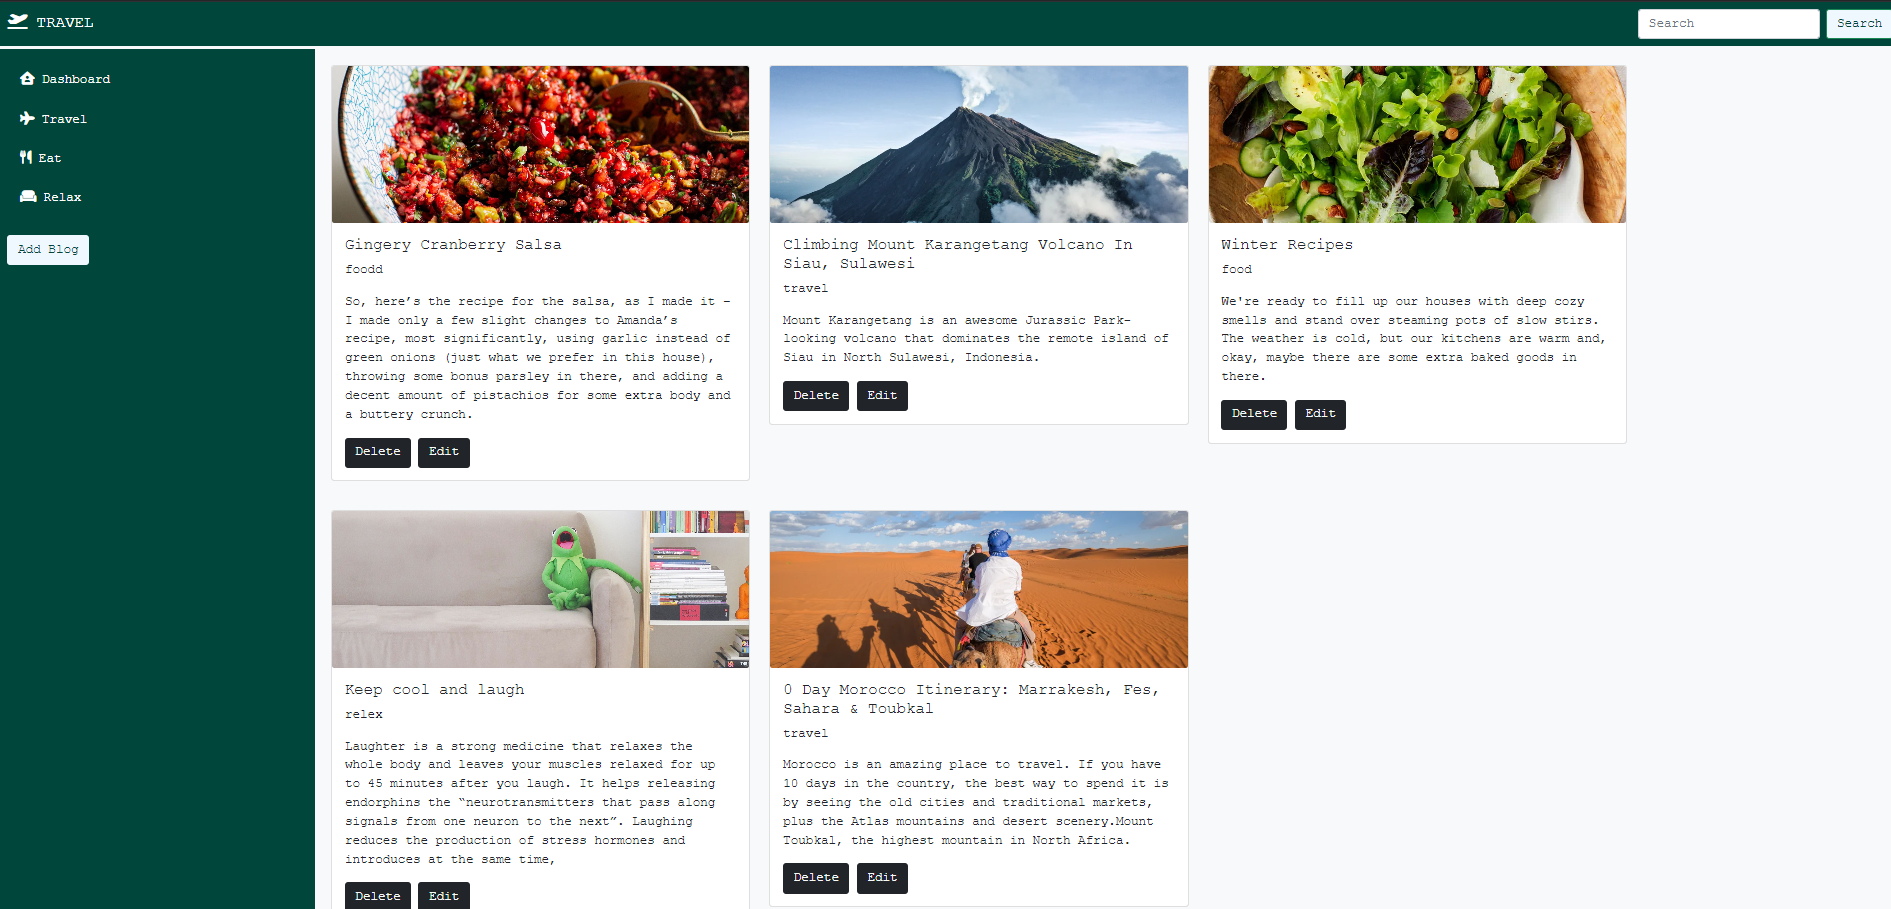 TRAVEL
Search
Search
Dashboard
Travel
Eat
Relax
Add Blog
Gingery Cranberry Salsa
foodd
So, here’s the recipe for the salsa, as I made it –
I made only a few slight changes to Amanda’s
recipe, most significantly, using garlic instead of
green onions (just what we prefer in this house),
throwing some bonus parsley in there, and adding a
decent amount of pistachios for some extra body and
a buttery crunch.
Delete
Edit
Climbing Mount Karangetang Volcano In
Siau, Sulawesi
travel
Mount Karangetang is an awesome Jurassic Park-
looking volcano that dominates the remote island of
Siau in North Sulawesi, Indonesia.
Delete
Edit
Winter Recipes
food
We're ready to fill up our houses with deep cozy
smells and stand over steaming pots of slow stirs.
The weather is cold, but our kitchens are warm and,
okay, maybe there are some extra baked goods in
there.
Delete
Edit
Keep cool and laugh
relex
Laughter is a strong medicine that relaxes the
whole body and leaves your muscles relaxed for up
to 45 minutes after you laugh. It helps releasing
endorphins the “neurotransmitters that pass along
signals from one neuron to the next”. Laughing
reduces the production of stress hormones and
introduces at the same time,
Delete
Edit
0 Day Morocco Itinerary: Marrakesh, Fes,
Sahara & Toubkal
travel
Morocco is an amazing place to travel. If you have
10 days in the country, the best way to spend it is
by seeing the old cities and traditional markets,
plus the Atlas mountains and desert scenery.Mount
Toubkal, the highest mountain in North Africa.
Delete
Edit